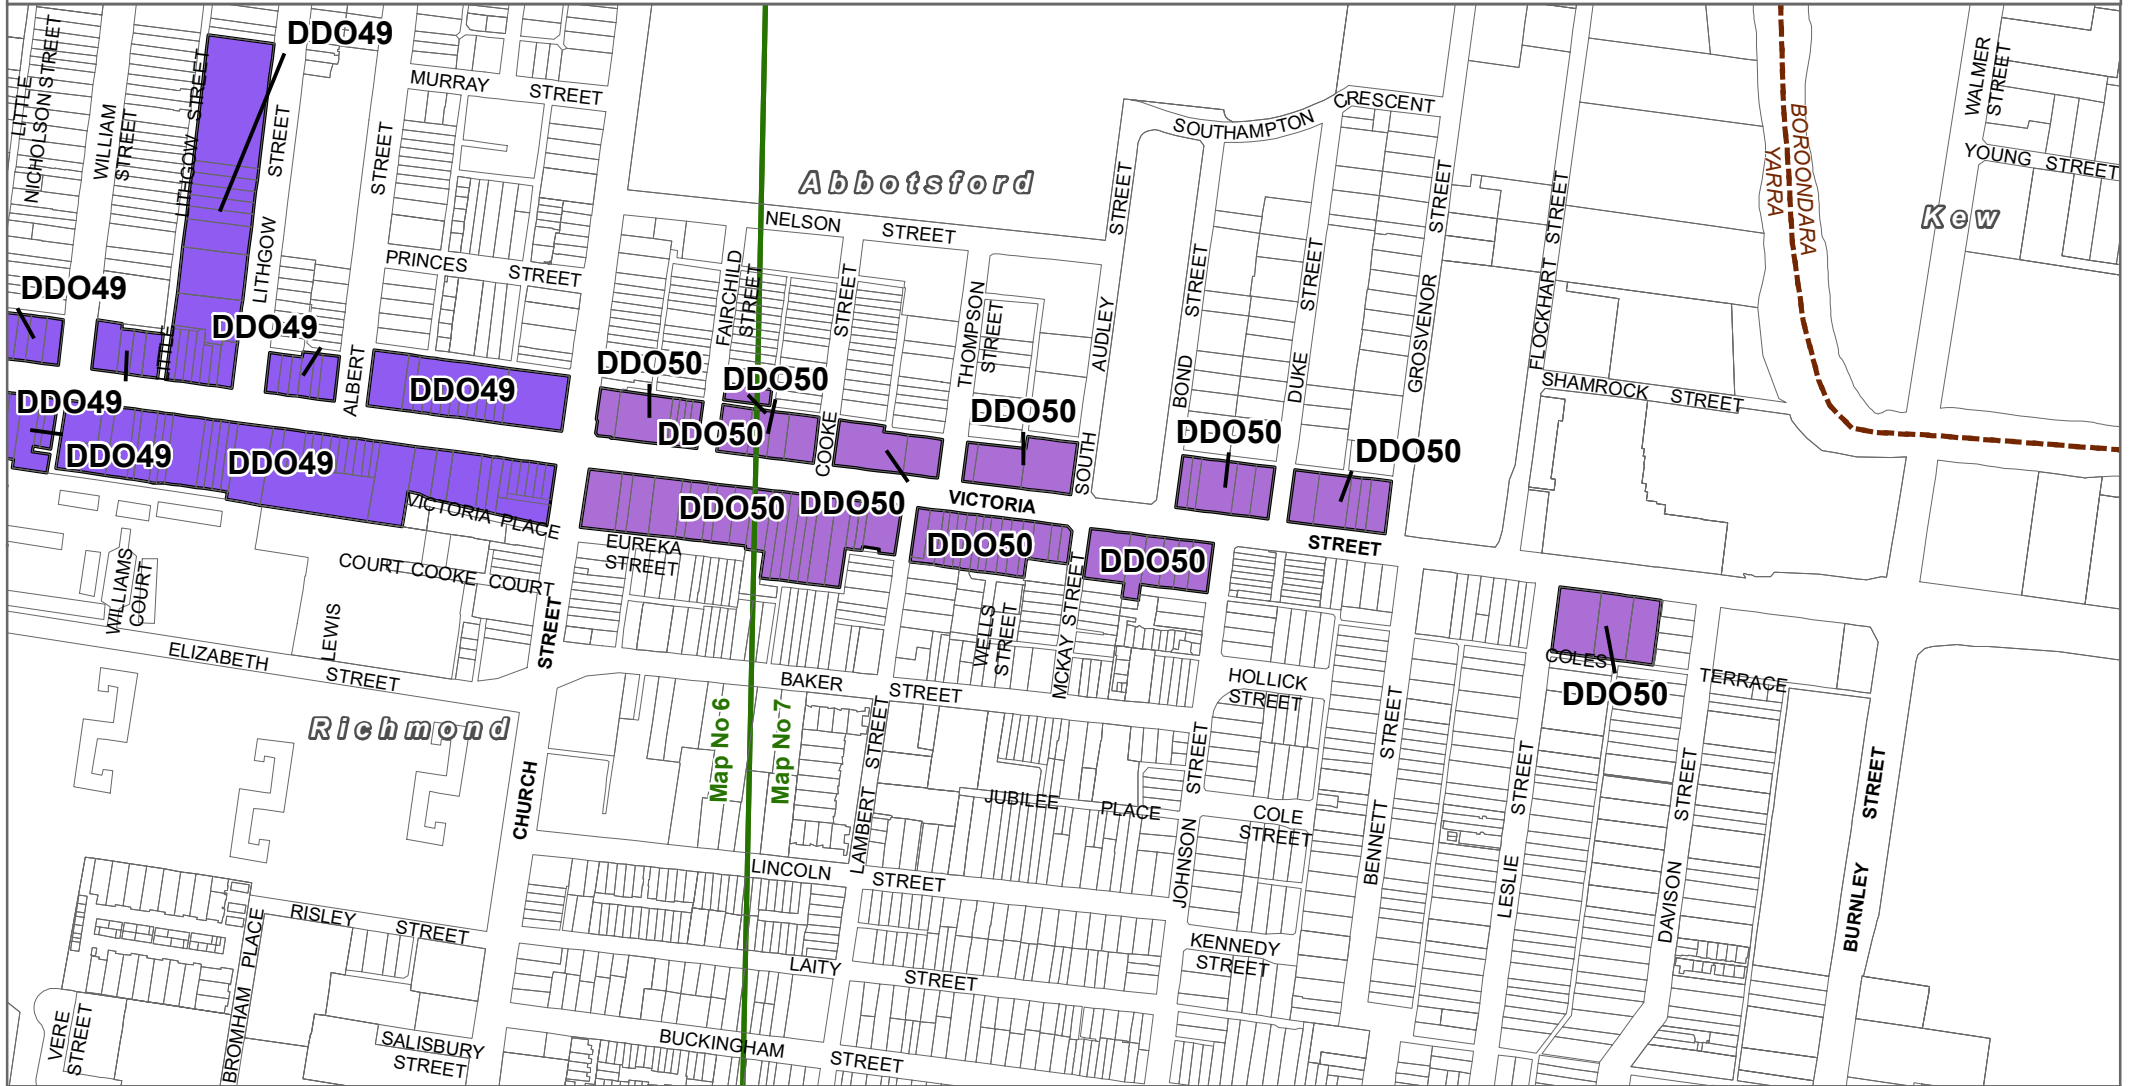 DDO49
LITTLE
NICHOLSON STREET
WILLIAM
STREET
LITHGOW STREET
LITTLE
STREET
LITHGOW
STREET
ALBERT
MURRAY STREET
PRINCES STREET
Abbotsford
NELSON STREET
FAIRCHILD
STREET
STREET
COOKE
THOMPSON
STREET
STREET
AUDLEY
SOUTH
SOUTHAMPTON CRESCENT
STREET
BOND
STREET
DUKE
STREET
GROSVENOR
FLOCKHART STREET
SHAMROCK STREET
BOROONDARA
YARRA
WALMER
STREET
YOUNG STREET
Kew
DDO49
DDO49
DDO49
DDO49
DDO49
DDO49
DDO50
DDO50
DDO50
DDO50
DDO50
DDO50
DDO50
DDO50
DDO50
DDO50
VICTORIA STREET
DDO50
DDO50
VICTORIA PLACE
EUREKA
STREET
COURT COOKE COURT
WILLIAMS
COURT
LEWIS
STREET
CHURCH
ELIZABETH STREET
Richmond
WELLS
STREET
MCKAY STREET
BAKER STREET
HOLLICK
STREET
COLES TERRACE
Map No 6
Map No 7
STREET
LAMBERT
JUBILEE PLACE
STREET
JOHNSON
COLE
STREET
STREET
BENNETT
STREET
LESLIE
STREET
DAVISON
STREET
BURNLEY
LINCOLN STREET
RISLEY STREET
BROMHAM PLACE
LAITY STREET
KENNEDY
STREET
VERE
STREET
SALISBURY
STREET
BUCKINGHAM STREET